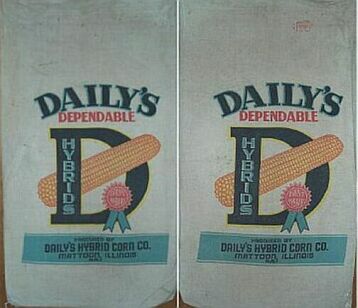 DAILY'S
DEPENDABLE
D
HYBRIDS
PRODUCED BY
DAILY'S HYBRID CORN CO.
MATTOON, ILLINOIS
DAILY'S
DEPENDABLE
D
HYBRIDS
PRODUCED BY
DAILY'S HYBRID CORN CO.
MATTOON, ILLINOIS